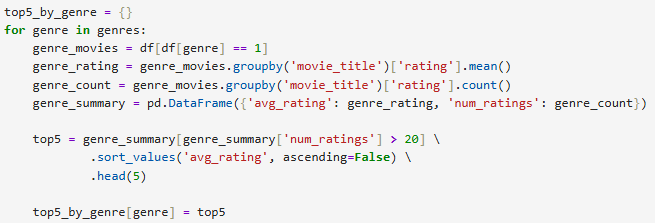 top5_by_genre = {}
for genre in genres:
    genre_movies = df[df[genre] == 1]
    genre_rating = genre_movies.groupby('movie_title')['rating'].mean()
    genre_count = genre_movies.groupby('movie_title')['rating'].count()
    genre_summary = pd.DataFrame({'avg_rating': genre_rating, 'num_ratings': genre_count})

    top5 = genre_summary[genre_summary['num_ratings'] > 20] \
            .sort_values('avg_rating', ascending=False) \
            .head(5)

    top5_by_genre[genre] = top5